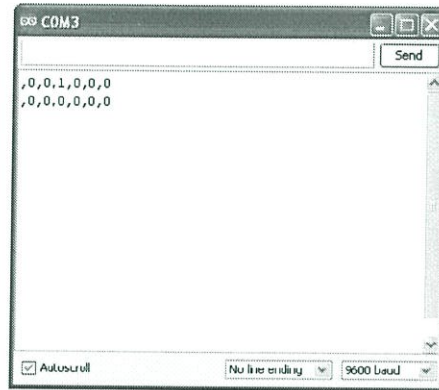 COM3
Send
,0,0,1,0,0,0
,0,0,0,0,0,0
Autoscroll
No line ending
9600 baud